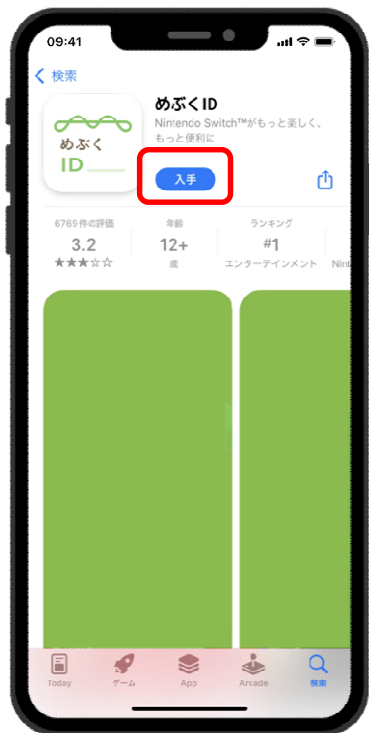 09:41
検索
めぶく
ID
めぶくID
Nintendo Switch™がもっと楽しく、
もっと便利に
入手
6769件の評価
3.2
★★★☆☆
年齢
12+
歳
ランキング
#1
エンターテインメント
Nint
Today
ゲーム
App
Arcade
検索